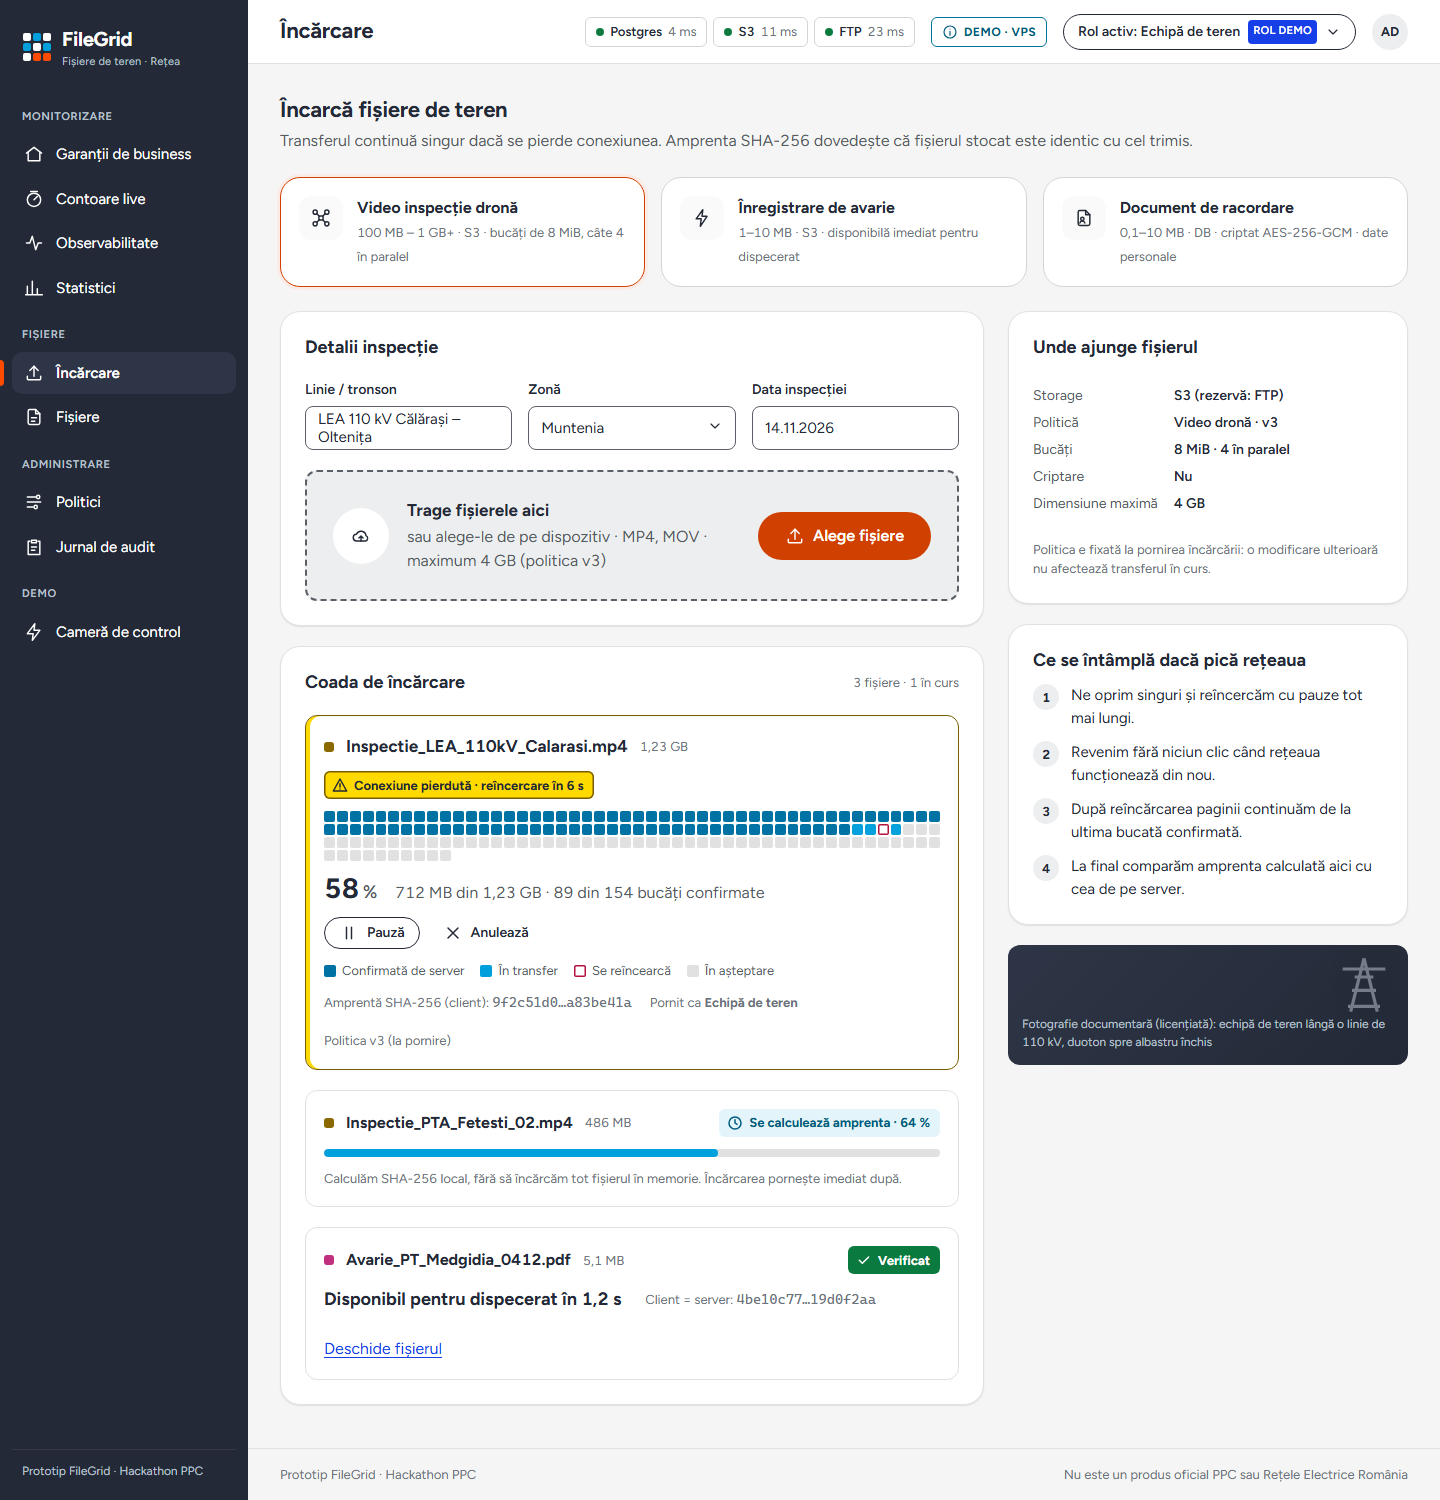 FileGrid
Fișiere de teren · Rețea
MONITORIZARE
Garanții de business
Contoare live
Observabilitate
Statistici
FIȘIERE
Încărcare
Fișiere
ADMINISTRARE
Politici
Jurnal de audit
DEMO
Cameră de control
Prototip FileGrid · Hackathon PPC
Încărcare
Postgres 4 ms
S3 11 ms
FTP 23 ms
DEMO · VPS
Rol activ: Echipă de teren ROL DEMO
AD
Încarcă fișiere de teren
Transferul continuă singur dacă se pierde conexiunea. Amprenta SHA-256 dovedește că fișierul stocat este identic cu cel trimis.
Video inspecție dronă
100 MB – 1 GB+ · S3 · bucăți de 8 MiB, câte 4
în paralel
Înregistrare de avarie
1–10 MB · S3 · disponibilă imediat pentru
dispecerat
Document de racordare
0,1–10 MB · DB · criptat AES-256-GCM · date
personale
Detalii inspecție
Linie / tronson
LEA 110 kV Călărași –
Oltenița
Zonă
Muntenia
Data inspecției
14.11.2026
Trage fișierele aici
sau alege-le de pe dispozitiv · MP4, MOV ·
maximum 4 GB (politica v3)
Alege fișiere
Coada de încărcare
3 fișiere · 1 în curs
Inspectie_LEA_110kV_Calarasi.mp4 1,23 GB
Conexiune pierdută · reîncercare în 6 s
58 % 712 MB din 1,23 GB · 89 din 154 bucăți confirmate
Pauză
Anulează
Confirmată de server
În transfer
Se reîncearcă
În așteptare
Amprentă SHA-256 (client): 9f2c51d0…a83be41a
Pornit ca Echipă de teren
Politica v3 (la pornire)
Inspectie_PTA_Fetesti_02.mp4 486 MB
Se calculează amprenta · 64 %
Calculăm SHA-256 local, fără să încărcăm tot fișierul în memorie. Încărcarea pornește imediat după.
Avarie_PT_Medgidia_0412.pdf 5,1 MB
Verificat
Disponibil pentru dispecerat în 1,2 s
Client = server: 4be10c77…19d0f2aa
Deschide fișierul
Unde ajunge fișierul
Storage S3 (rezervă: FTP)
Politică Video dronă · v3
Bucăți 8 MiB · 4 în paralel
Criptare Nu
Dimensiune maximă 4 GB
Politica e fixată la pornirea încărcării: o modificare ulterioară
nu afectează transferul în curs.
Ce se întâmplă dacă pică rețeaua
1 Ne oprim singuri și reîncercăm cu pauze tot
mai lungi.
2 Revenim fără niciun clic când rețeaua
funcționează din nou.
3 După reîncărcarea paginii continuăm de la
ultima bucată confirmată.
4 La final comparăm amprenta calculată aici cu
cea de pe server.
Fotografie documentară (licențiată): echipă de teren lângă o linie de
110 kV, duoton spre albastru închis
Prototip FileGrid · Hackathon PPC
Nu este un produs oficial PPC sau Rețele Electrice România